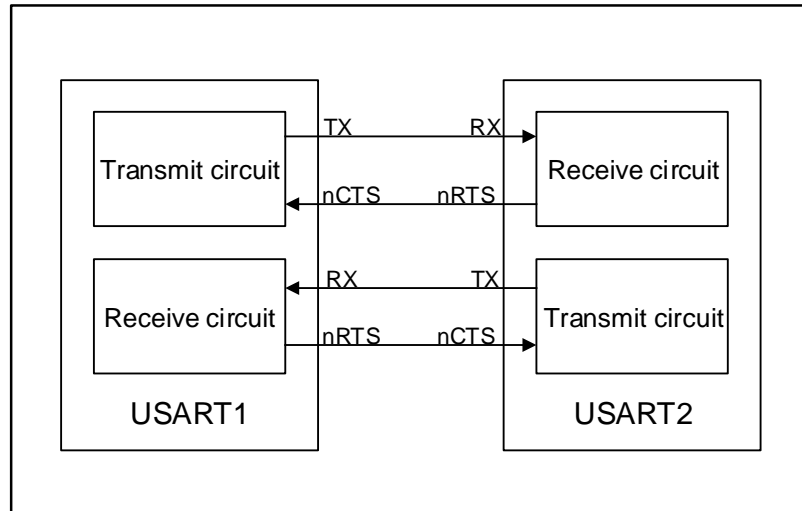 TX RX
Transmit circuit Receive circuit
nCTS nRTS
RX TX
Receive circuit Transmit circuit
nRTS nCTS
USART1 USART2